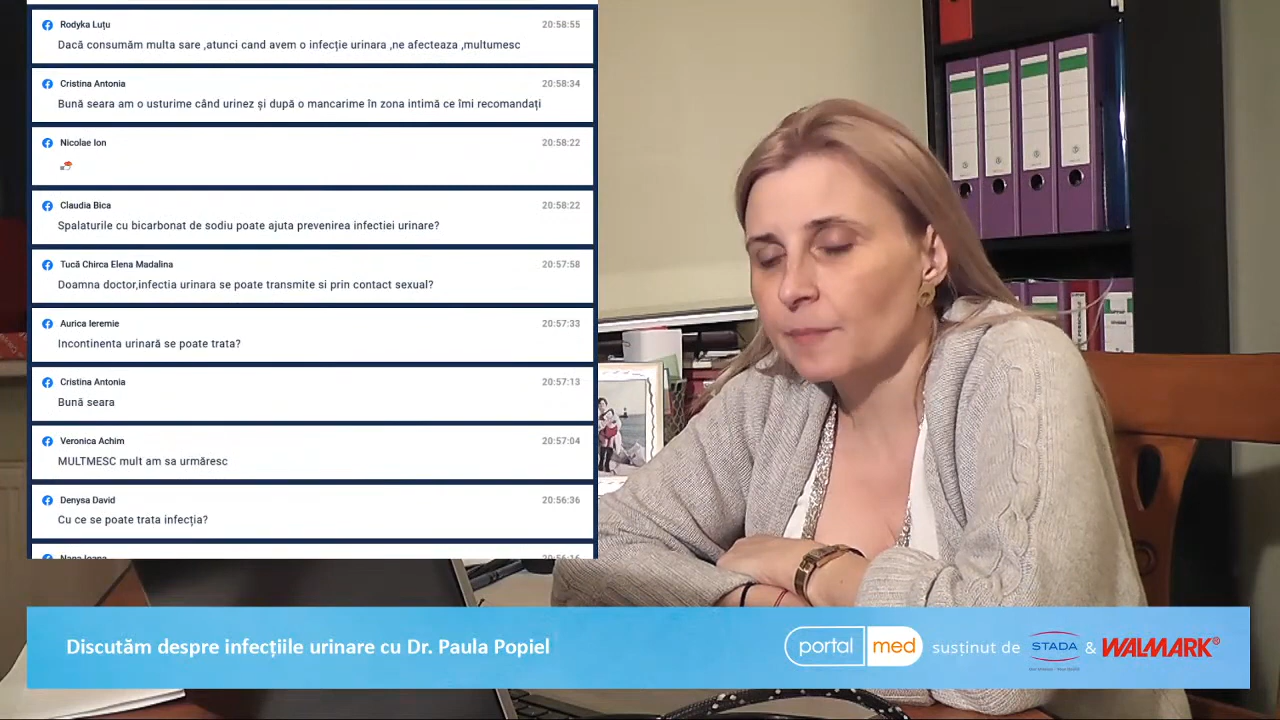 Rodyka Luțu 20:58:55
Dacă consumăm multa sare ,atunci cand avem o infecție urinara ,ne afecteaza ,multumesc
Cristina Antonia 20:58:34
Bună seara am o usturime când urinez și după o mancarime în zona intimă ce îmi recomandați
Nicolae Ion 20:58:22
Claudia Bica 20:58:22
Spalaturile cu bicarbonat de sodiu poate ajuta prevenirea infectiei urinare?
Tucă Chirca Elena Madalina 20:57:58
Doamna doctor,infectia urinara se poate transmite si prin contact sexual?
Aurica Ieremie 20:57:33
Incontinenta urinară se poate trata?
Cristina Antonia 20:57:13
Bună seara
Veronica Achim 20:57:04
MULTMESC mult am sa urmăresc
Denysa David 20:56:36
Cu ce se poate trata infecția?
Discutăm despre infecțiile urinare cu Dr. Paula Popiel
portal med susținut de STADA & WALMARK®